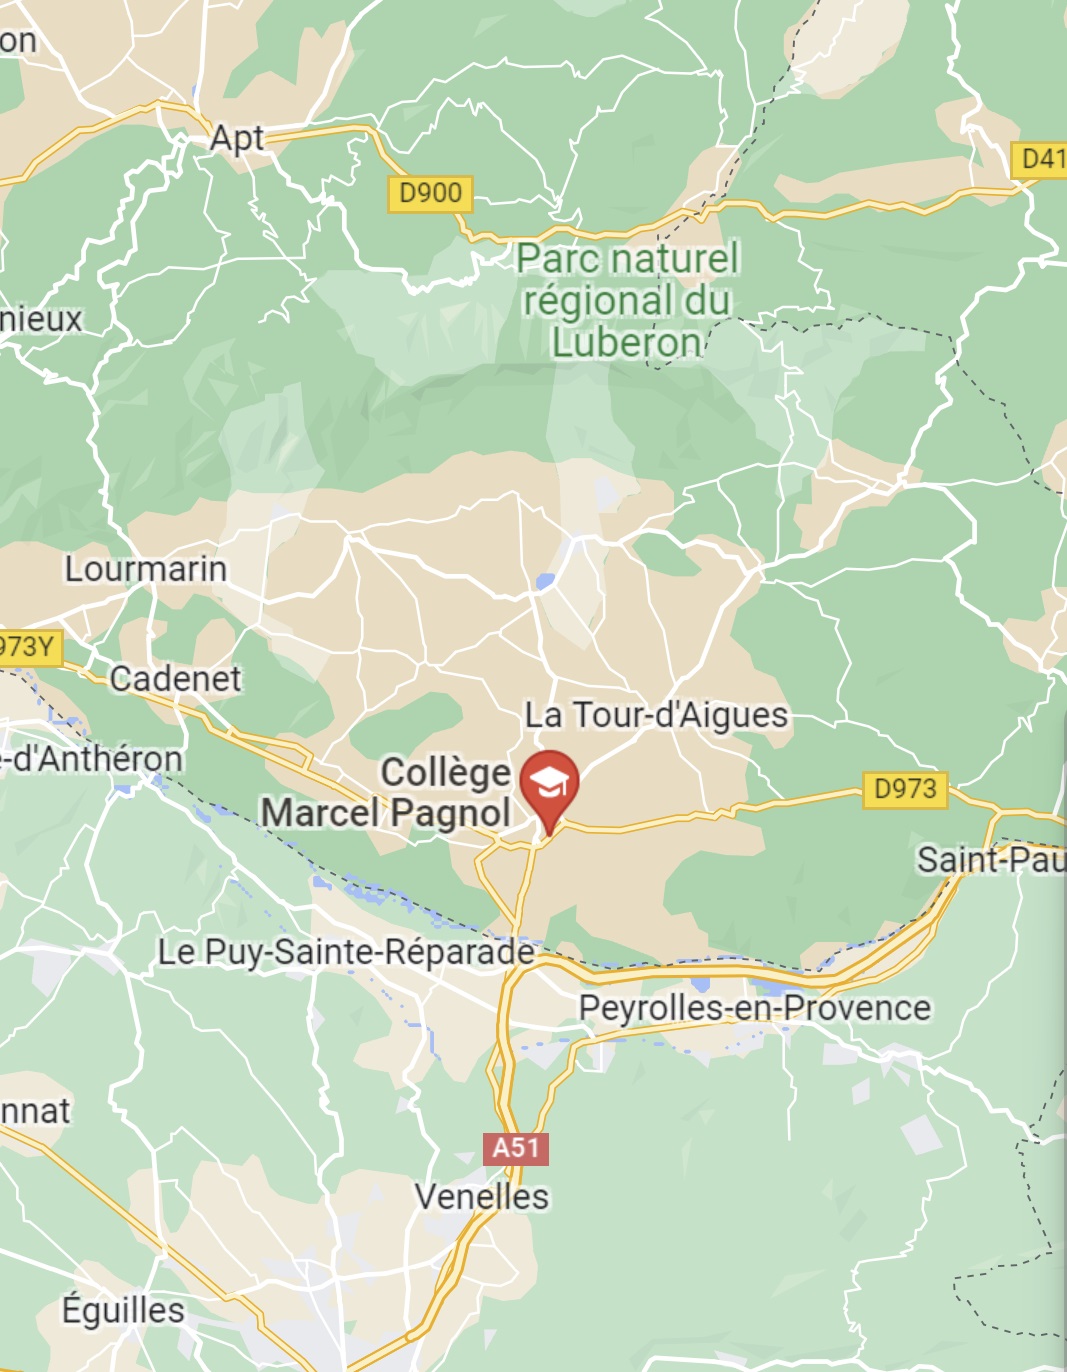 on
Apt
D41
D900
Parc naturel
régional du
Luberon
nieux
Lourmarin
973Y
Cadenet
La Tour-d'Aigues
e-d'Anthéron
Collège
Marcel Pagnol
D973
Saint-Pau
Le Puy-Sainte-Réparade
Peyrolles-en-Provence
nnat
A51
Venelles
Éguilles